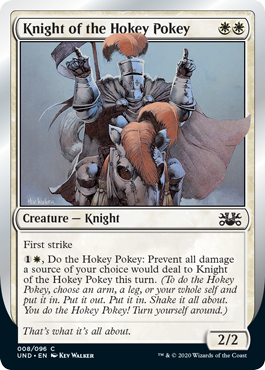 Knight of the Hokey Pokey
Creature — Knight
First strike
1, Do the Hokey Pokey: Prevent all damage
a source of your choice would deal to Knight
of the Hokey Pokey this turn. (To do the Hokey
Pokey, choose an arm, a leg, or your whole self and
put it in. Put it out. Put it in. Shake it all about.
You do the Hokey Pokey! Turn yourself around.)
That's what it's all about.
2/2
008/096 C
UND • EN Key Walker
™ & © 2020 Wizards of the Coast